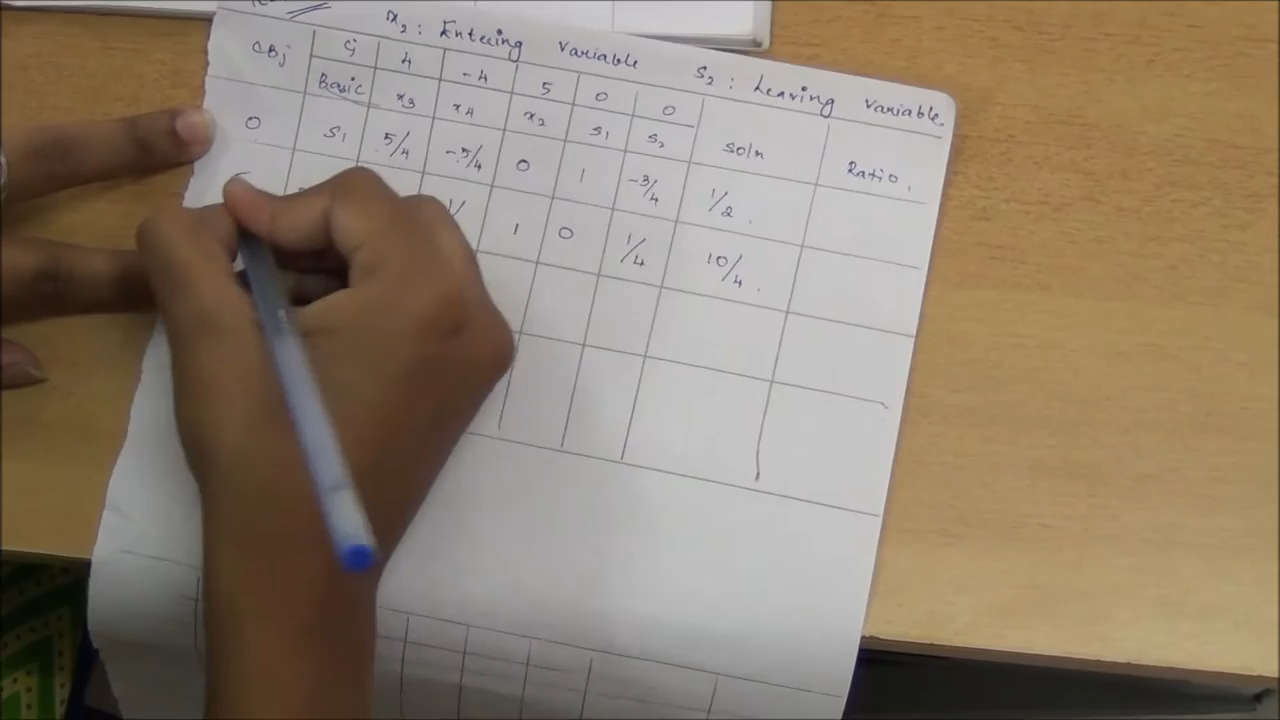 x₂ : Entering variable S₂ : Leaving variable.
CBj Cj 4 -4 5 0 0
Basic x₃ x₄ x₂ S₁ S₂ Soln Ratio.
0 S₁ 5/4 -5/4 0 1 -3/4 1/2.
1 0 1/4 10/4.